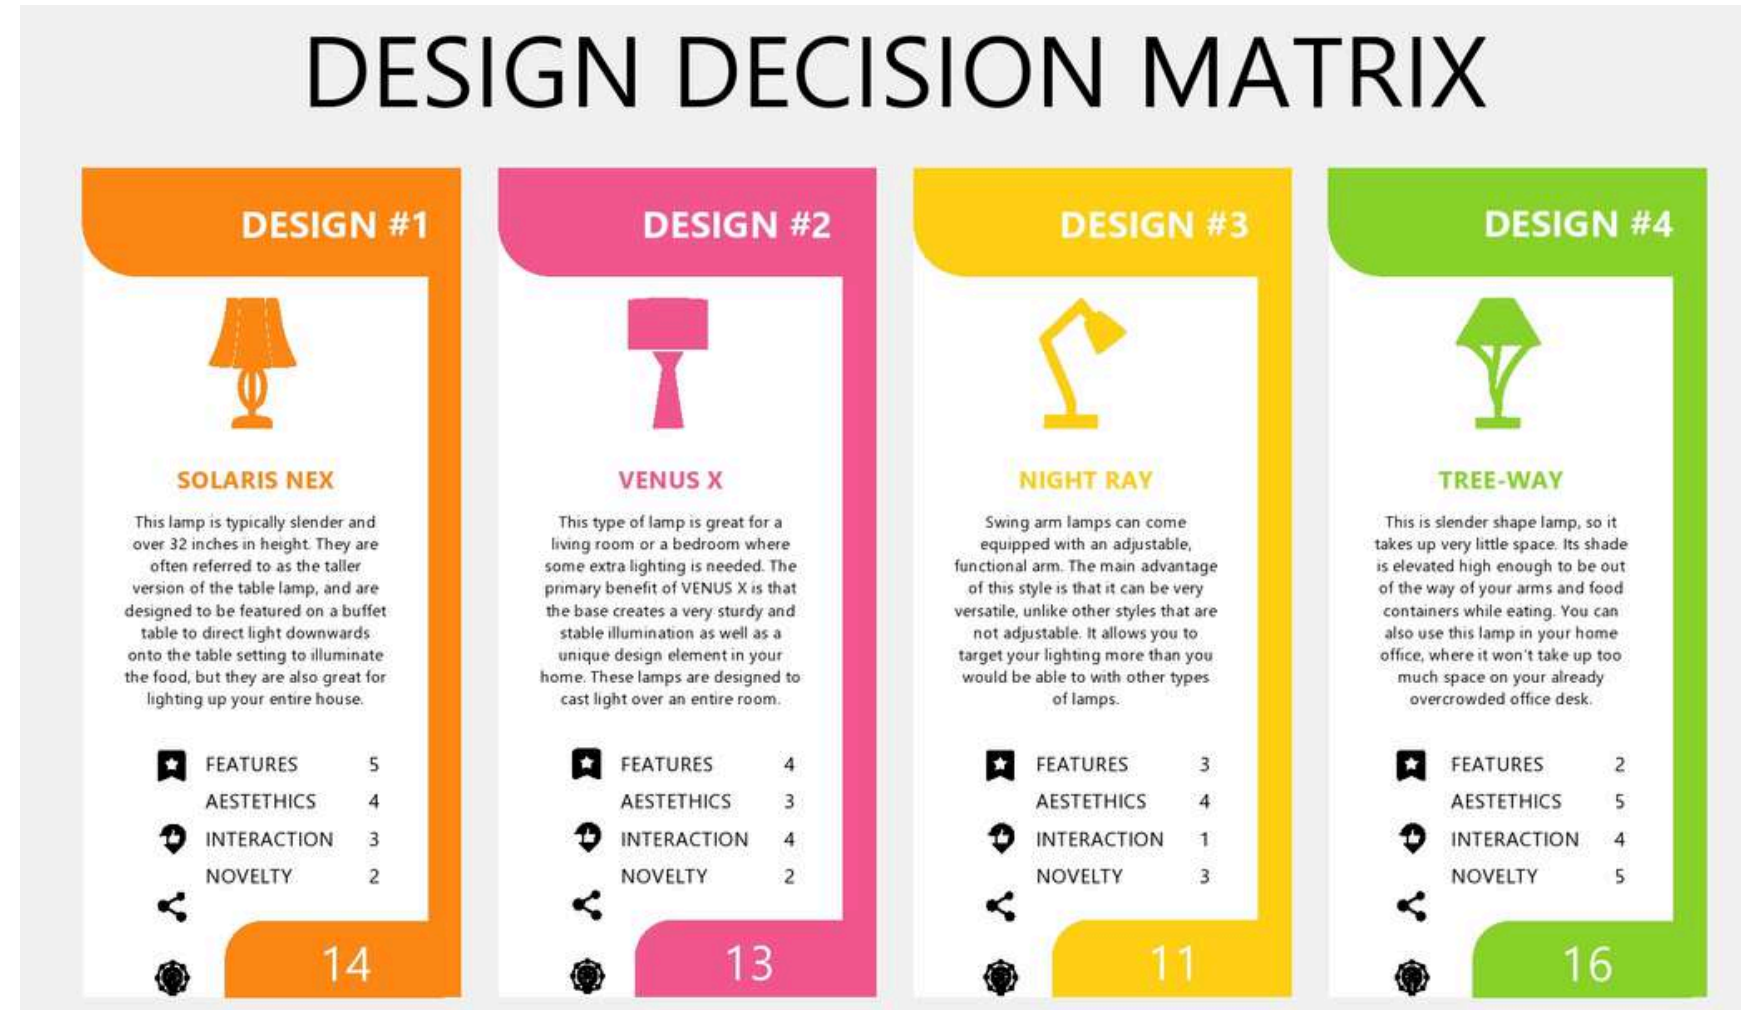 DESIGN DECISION MATRIX
DESIGN #1
SOLARIS NEX
This lamp is typically slender and
over 32 inches in height. They are
often referred to as the taller
version of the table lamp, and are
designed to be featured on a buffet
table to direct light downwards
onto the table setting to illuminate
the food, but they are also great for
lighting up your entire house.
FEATURES 5
AESTETHICS 4
INTERACTION 3
NOVELTY 2
14
DESIGN #2
VENUS X
This type of lamp is great for a
living room or a bedroom where
some extra lighting is needed. The
primary benefit of VENUS X is that
the base creates a very sturdy and
stable illumination as well as a
unique design element in your
home. These lamps are designed to
cast light over an entire room.
FEATURES 4
AESTETHICS 3
INTERACTION 4
NOVELTY 2
13
DESIGN #3
NIGHT RAY
Swing arm lamps can come
equipped with an adjustable,
functional arm. The main advantage
of this style is that it can be very
versatile, unlike other styles that are
not adjustable. It allows you to
target your lighting more than you
would be able to with other types
of lamps.
FEATURES 3
AESTETHICS 4
INTERACTION 1
NOVELTY 3
11
DESIGN #4
TREE-WAY
This is slender shape lamp, so it
takes up very little space. Its shade
is elevated high enough to be out
of the way of your arms and food
containers while eating. You can
also use this lamp in your home
office, where it won't take up too
much space on your already
overcrowded office desk.
FEATURES 2
AESTETHICS 5
INTERACTION 4
NOVELTY 5
16